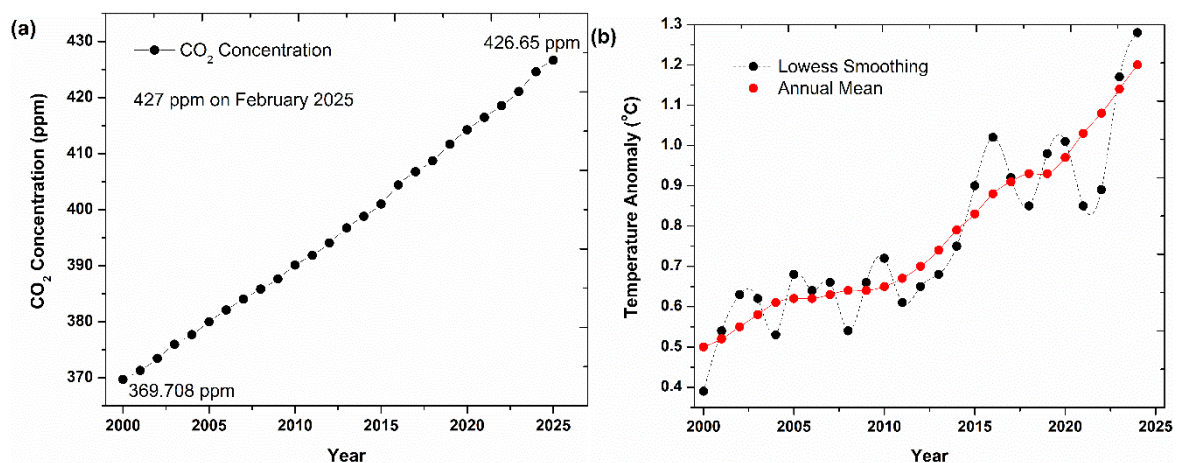 (a)
CO₂ Concentration
427 ppm on February 2025
426.65 ppm
369.708 ppm
CO₂ Concentration (ppm)
430
420
410
400
390
380
370
2000 2005 2010 2015 2020 2025
Year
(b)
Lowess Smoothing
Annual Mean
Temperature Anomaly (°C)
1.3
1.2
1.1
1.0
0.9
0.8
0.7
0.6
0.5
0.4
2000 2005 2010 2015 2020 2025
Year